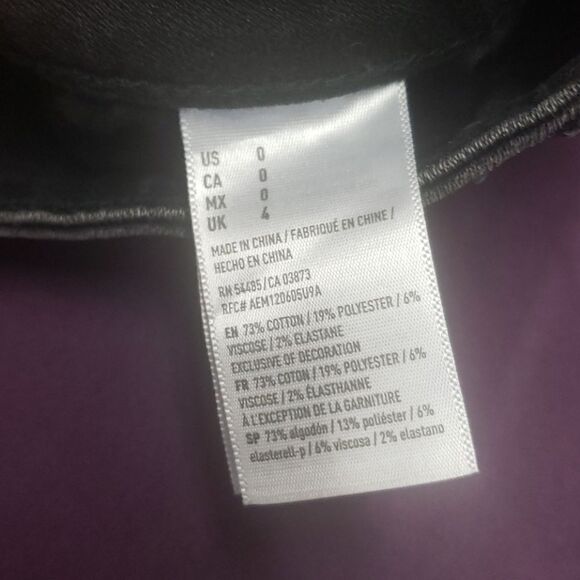 US 0
CA 0
MX 0
UK 4
MADE IN CHINA / FABRIQUÉ EN CHINE /
HECHO EN CHINA
RN 54485 / CA 03873
RFC# AEM120605U9A
EN 73% COTTON / 19% POLYESTER / 6%
VISCOSE / 2% ELASTANE
EXCLUSIVE OF DECORATION
FR 73% COTON / 19% POLYESTER / 6%
VISCOSE / 2% ÉLASTHANNE
À L'EXCEPTION DE LA GARNITURE
SP 73% algodón / 13% poliéster / 6%
elasterell-p / 6% viscosa / 2% elastano